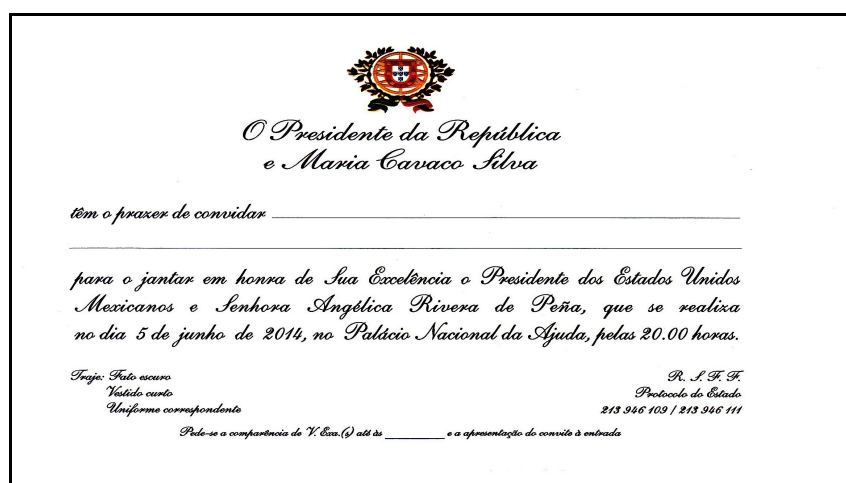 O Presidente da República
e Maria Cavaco Silva
têm o prazer de convidar
para o jantar em honra de Sua Excelência o Presidente dos Estados Unidos
Mexicanos e Senhora Angélica Rivera de Peña, que se realiza
no dia 5 de junho de 2014, no Palácio Nacional da Ajuda, pelas 20.00 horas.
Traje: Fato escuro
Vestido curto
Uniforme correspondente
R. S. F. F.
Protocolo do Estado
213 946 109 / 213 946 111
Pede-se a comparência de V. Exa.(s) até às ________ e a apresentação do convite à entrada